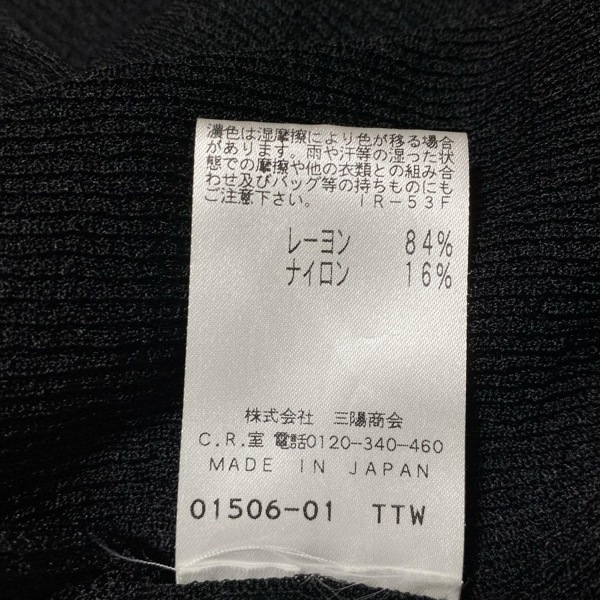 濃色は湿摩擦により色が移る場合
があります。雨や汗等の湿った状
態での摩擦や他の衣類との組み合
わせ及びバッグ等の持ちものにも
ご注意下さい。 IR-53F
レーヨン 84%
ナイロン 16%
株式会社 三陽商会
C.R.室 電話0120-340-460
MADE IN JAPAN
01506-01 TTW